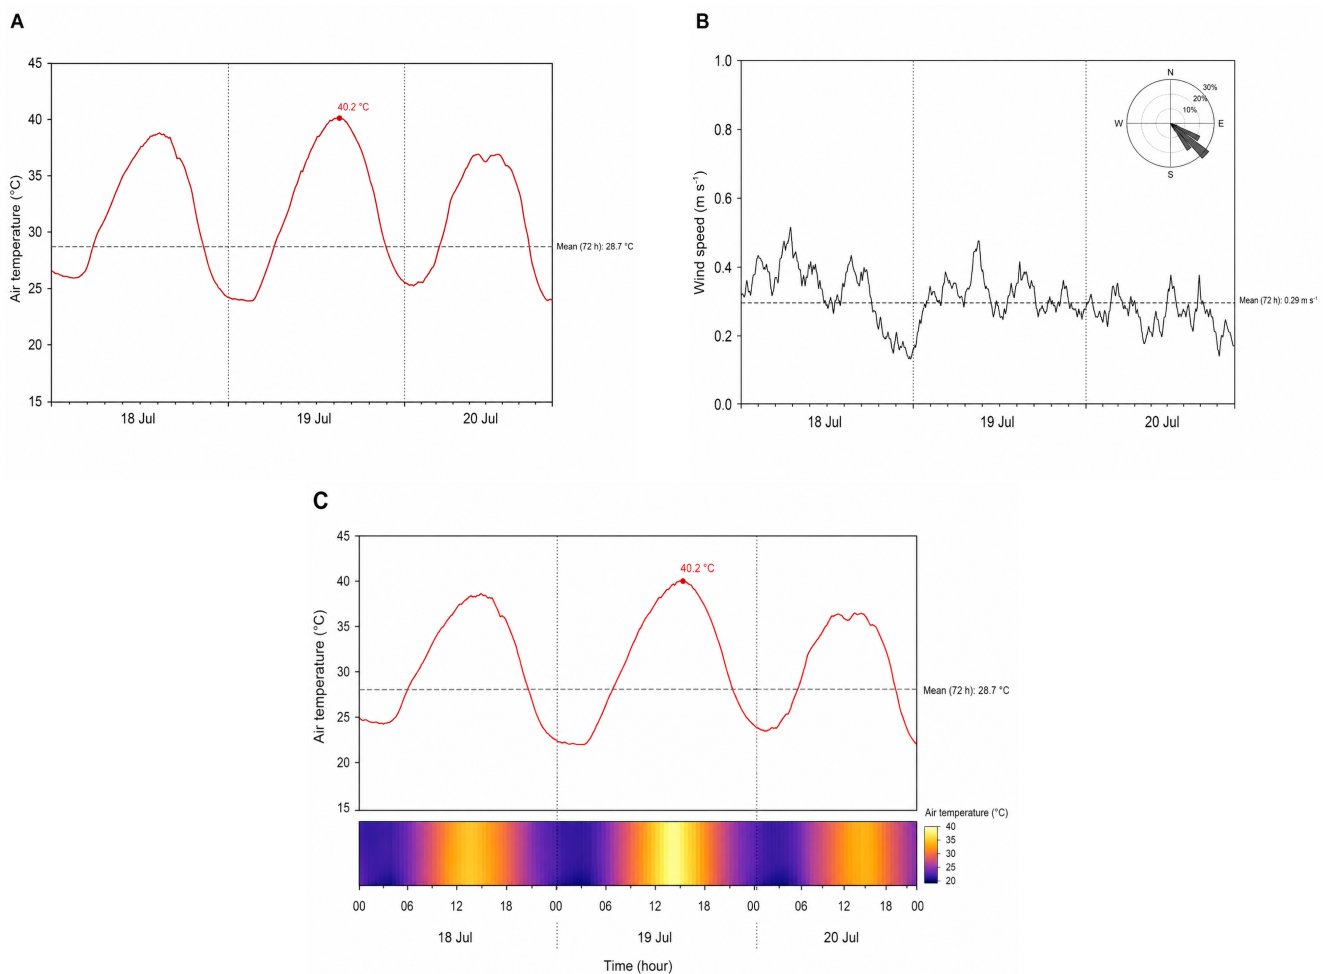 A
45
40
35
30
25
20
15
Air temperature (°C)
40.2 °C
Mean (72 h): 28.7 °C
18 Jul
19 Jul
20 Jul
B
1.0
0.8
0.6
0.4
0.2
0.0
Wind speed (m s⁻¹)
N
30%
20%
10%
W
E
S
Mean (72 h): 0.29 m s⁻¹
18 Jul
19 Jul
20 Jul
C
45
40
35
30
25
20
15
Air temperature (°C)
40.2 °C
Mean (72 h): 28.7 °C
Air temperature (°C)
40
35
30
25
20
00 06 12 18 00 06 12 18 00 06 12 18 00
18 Jul
19 Jul
20 Jul
Time (hour)